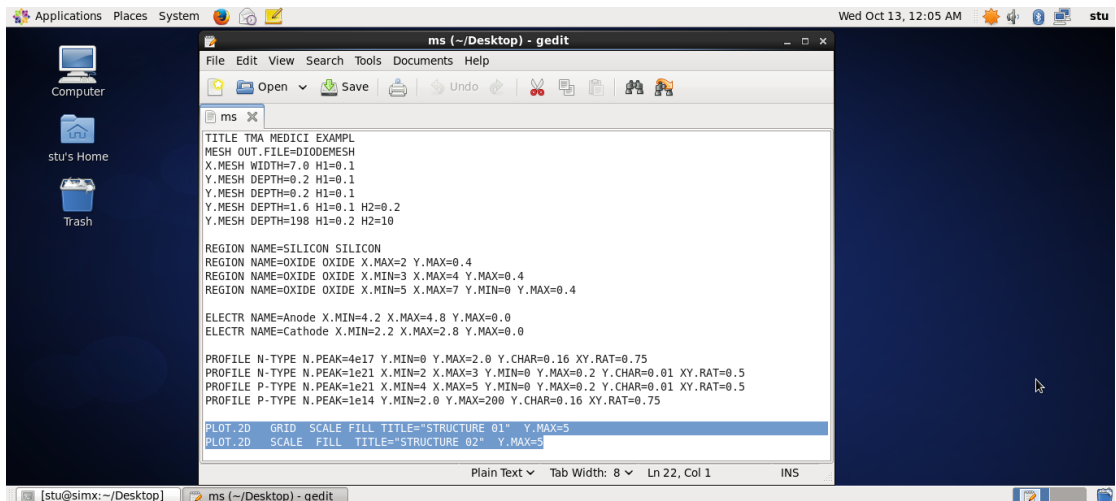 Applications Places System Wed Oct 13, 12:05 AM stu
ms (~/Desktop) - gedit
File Edit View Search Tools Documents Help
Open Save Undo
ms
Computer
stu's Home
Trash
TITLE TMA MEDICI EXAMPL
MESH OUT.FILE=DIODEMESH
X.MESH WIDTH=7.0 H1=0.1
Y.MESH DEPTH=0.2 H1=0.1
Y.MESH DEPTH=0.2 H1=0.1
Y.MESH DEPTH=1.6 H1=0.1 H2=0.2
Y.MESH DEPTH=198 H1=0.2 H2=10
REGION NAME=SILICON SILICON
REGION NAME=OXIDE OXIDE X.MAX=2 Y.MAX=0.4
REGION NAME=OXIDE OXIDE X.MIN=3 X.MAX=4 Y.MAX=0.4
REGION NAME=OXIDE OXIDE X.MIN=5 X.MAX=7 Y.MIN=0 Y.MAX=0.4
ELECTR NAME=Anode X.MIN=4.2 X.MAX=4.8 Y.MAX=0.0
ELECTR NAME=Cathode X.MIN=2.2 X.MAX=2.8 Y.MAX=0.0
PROFILE N-TYPE N.PEAK=4e17 Y.MIN=0 Y.MAX=2.0 Y.CHAR=0.16 XY.RAT=0.75
PROFILE N-TYPE N.PEAK=1e21 X.MIN=2 X.MAX=3 Y.MIN=0 Y.MAX=0.2 Y.CHAR=0.01 XY.RAT=0.5
PROFILE P-TYPE N.PEAK=1e21 X.MIN=4 X.MAX=5 Y.MIN=0 Y.MAX=0.2 Y.CHAR=0.01 XY.RAT=0.5
PROFILE P-TYPE N.PEAK=1e14 Y.MIN=2.0 Y.MAX=200 Y.CHAR=0.16 XY.RAT=0.75
PLOT.2D GRID SCALE FILL TITLE="STRUCTURE 01" Y.MAX=5
PLOT.2D SCALE FILL TITLE="STRUCTURE 02" Y.MAX=5
Plain Text Tab Width: 8 Ln 22, Col 1 INS
[stu@simx:~/Desktop] ms (~/Desktop) - gedit